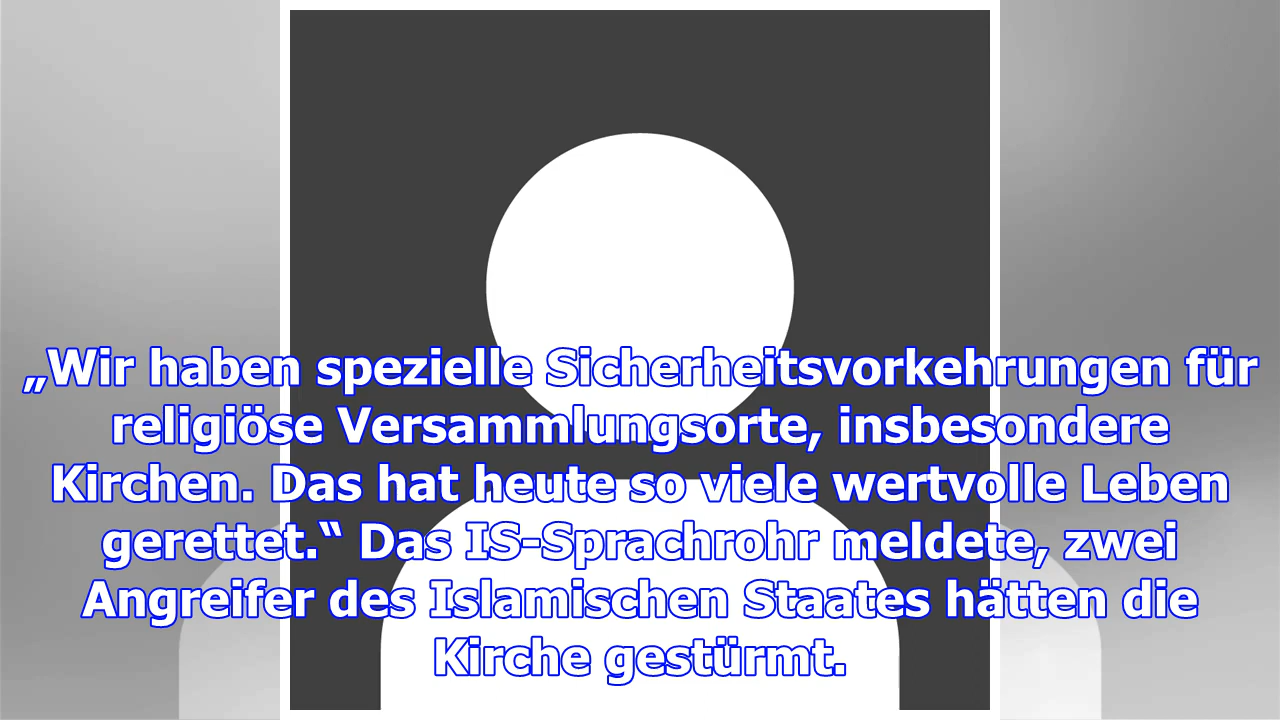 „Wir haben spezielle Sicherheitsvorkehrungen für
religiöse Versammlungsorte, insbesondere
Kirchen. Das hat heute so viele wertvolle Leben
gerettet.“ Das IS-Sprachrohr meldete, zwei
Angreifer des Islamischen Staates hätten die
Kirche gestürmt.